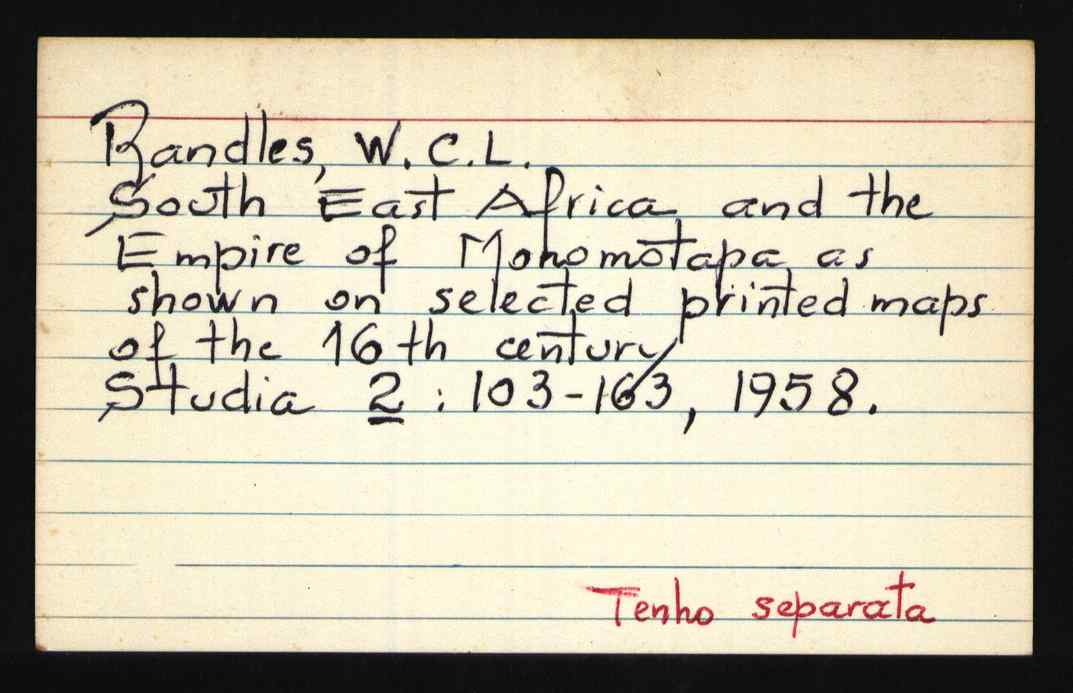 Randles, W.C.L.
South East Africa and the
Empire of Monomotapa as
shown on selected printed maps
of the 16th century
Studia 2 : 103-163, 1958.
Tenho separata